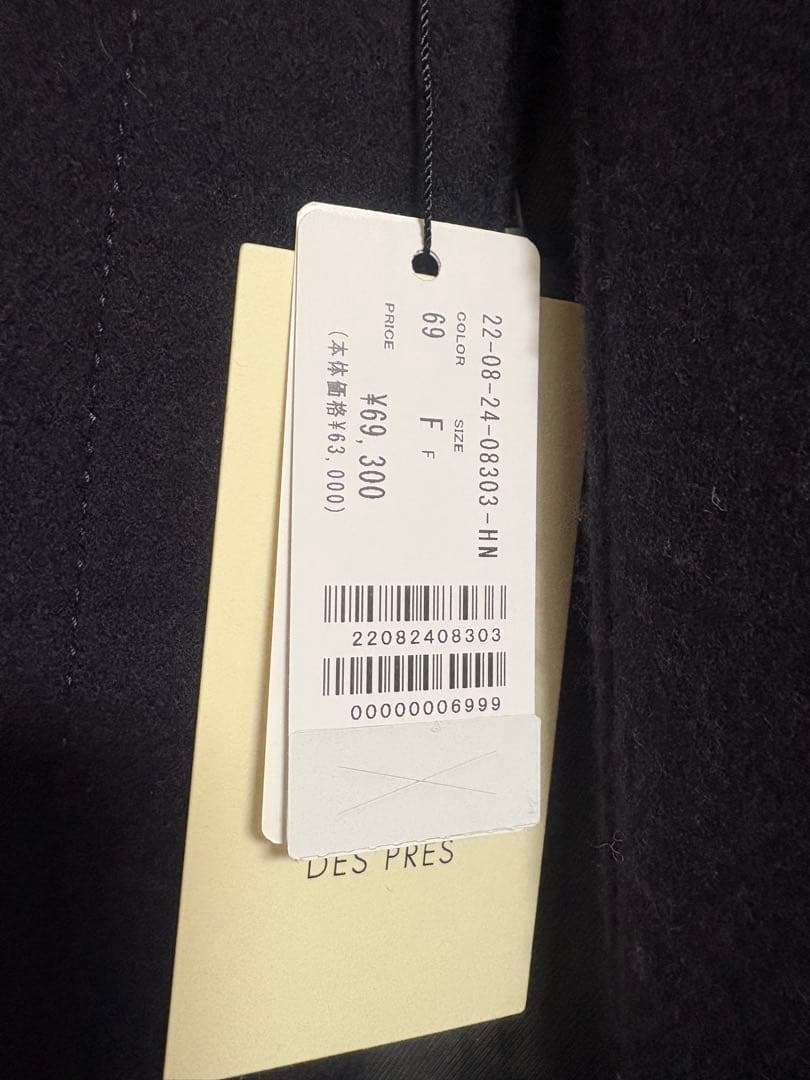 22-08-24-08303-HN
COLOR SIZE
69 F F
PRICE
¥69,300
(本体価格¥63,000)
22082408303
00000006999
DES PRES